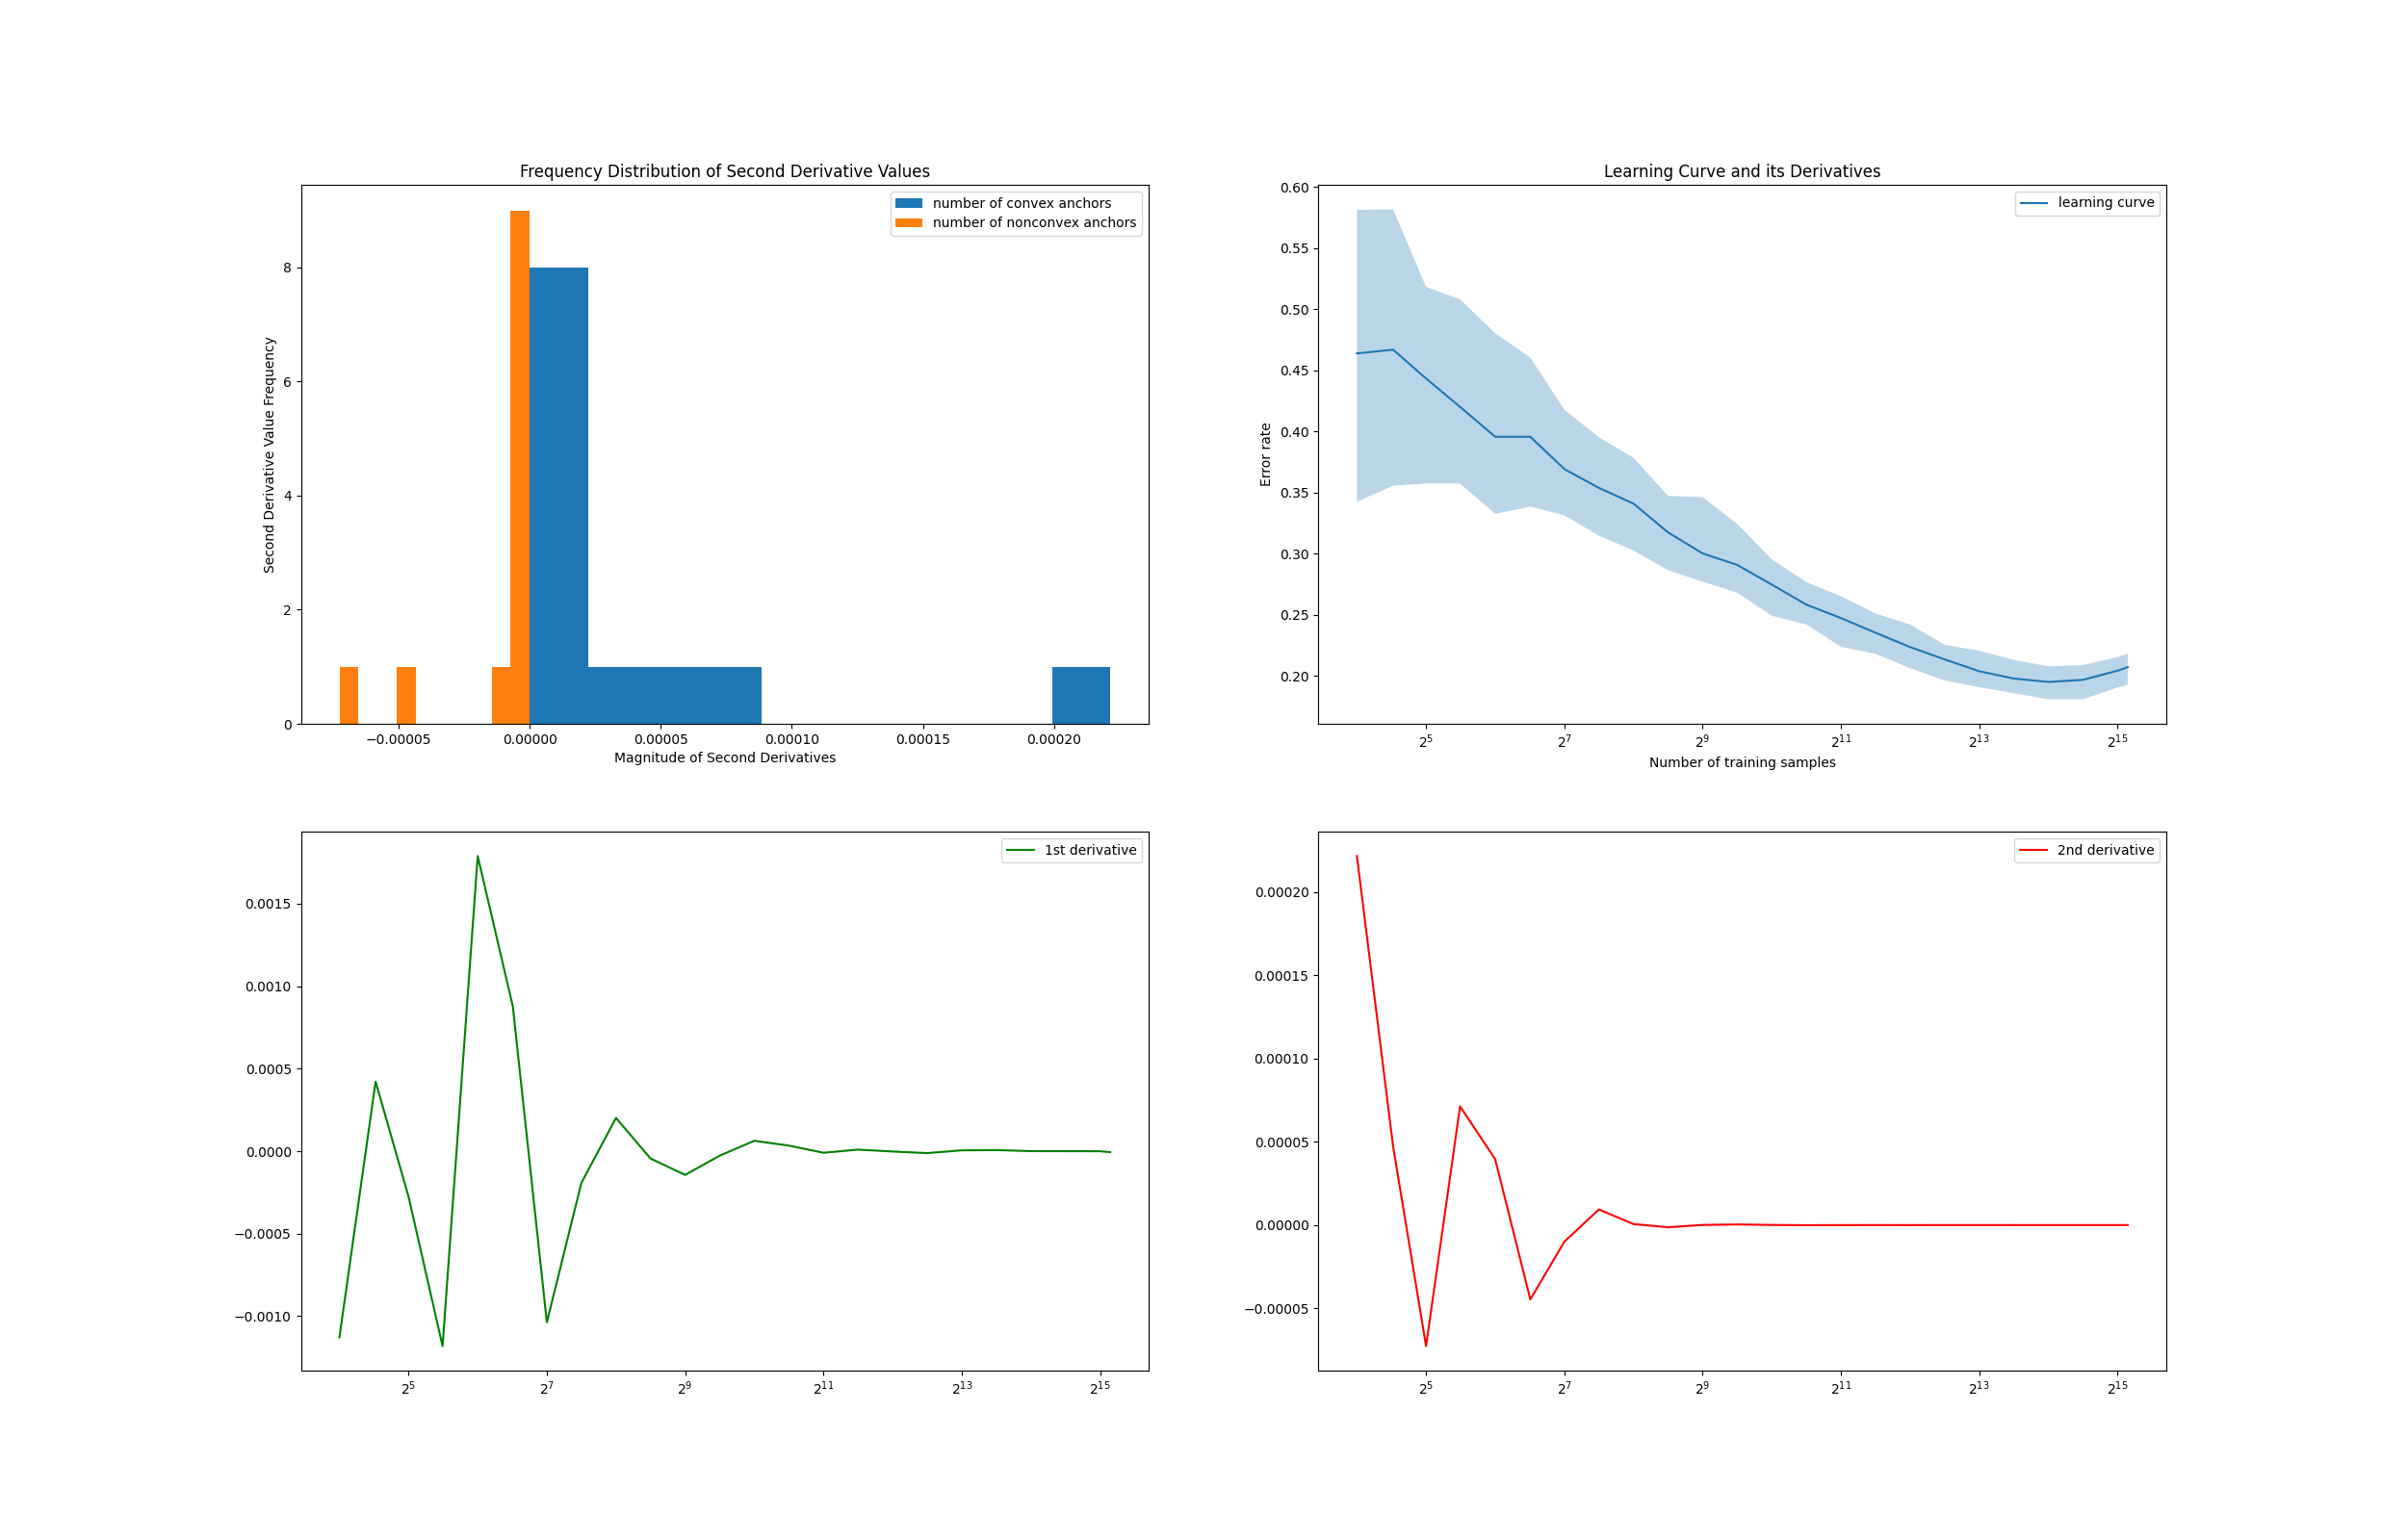 Frequency Distribution of Second Derivative Values
number of convex anchors
number of nonconvex anchors
8
6
4
2
0
Second Derivative Value Frequency
−0.00005 0.00000 0.00005 0.00010 0.00015 0.00020
Magnitude of Second Derivatives
Learning Curve and its Derivatives
learning curve
0.60
0.55
0.50
0.45
0.40
0.35
0.30
0.25
0.20
Error rate
2^5 2^7 2^9 2^11 2^13 2^15
Number of training samples
1st derivative
0.0015
0.0010
0.0005
0.0000
−0.0005
−0.0010
2^5 2^7 2^9 2^11 2^13 2^15
2nd derivative
0.00020
0.00015
0.00010
0.00005
0.00000
−0.00005
2^5 2^7 2^9 2^11 2^13 2^15